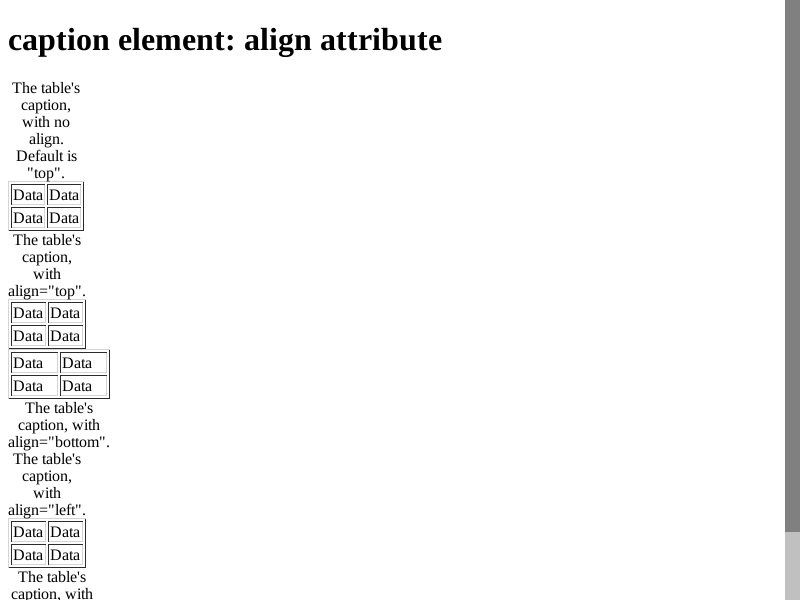 caption element: align attribute
The table's
caption,
with no
align.
Default is
"top".
Data Data
Data Data
The table's
caption,
with
align="top".
Data Data
Data Data
Data Data
Data Data
The table's
caption, with
align="bottom".
The table's
caption,
with
align="left".
Data Data
Data Data
The table's
caption, with